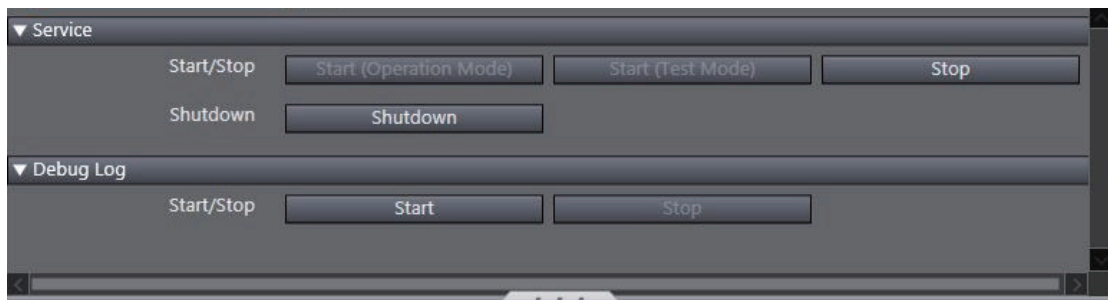 Service
Start/Stop Start (Operation Mode) Start (Test Mode) Stop
Shutdown Shutdown
Debug Log
Start/Stop Start Stop